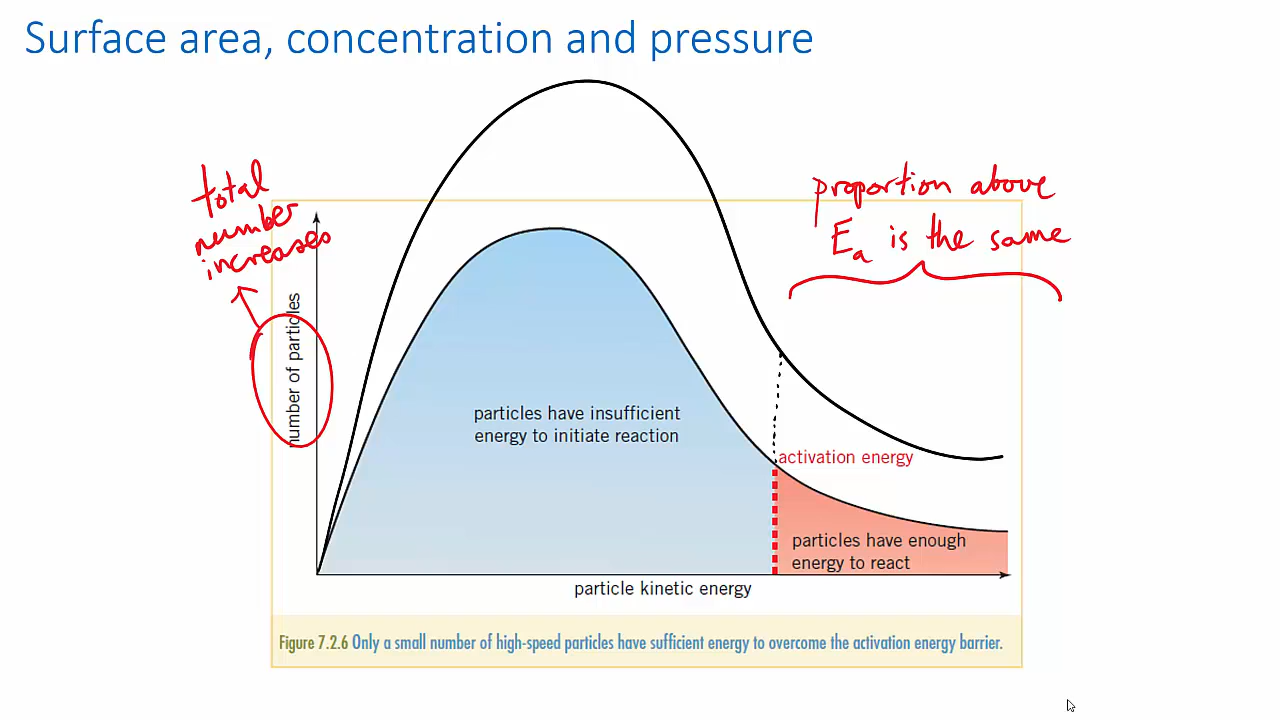 Surface area, concentration and pressure
total
number
increases
proportion above
Ea is the same
number of particles
particles have insufficient
energy to initiate reaction
activation energy
particles have enough
energy to react
particle kinetic energy
Figure 7.2.6 Only a small number of high-speed particles have sufficient energy to overcome the activation energy barrier.